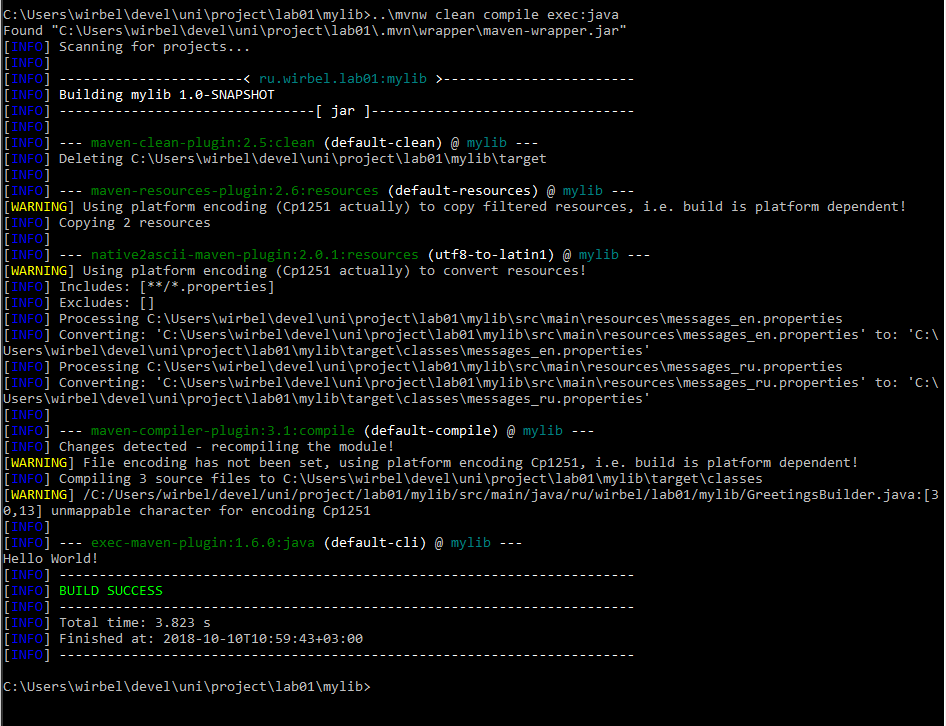 C:\Users\wirbel\devel\uni\project\lab01\mylib>..\mvnw clean compile exec:java
Found "C:\Users\wirbel\devel\uni\project\lab01\.mvn\wrapper\maven-wrapper.jar"
[INFO] Scanning for projects...
[INFO]
[INFO] -----------------------< ru.wirbel.lab01:mylib >------------------------
[INFO] Building mylib 1.0-SNAPSHOT
[INFO] --------------------------------[ jar ]---------------------------------
[INFO]
[INFO] --- maven-clean-plugin:2.5:clean (default-clean) @ mylib ---
[INFO] Deleting C:\Users\wirbel\devel\uni\project\lab01\mylib\target
[INFO]
[INFO] --- maven-resources-plugin:2.6:resources (default-resources) @ mylib ---
[WARNING] Using platform encoding (Cp1251 actually) to copy filtered resources, i.e. build is platform dependent!
[INFO] Copying 2 resources
[INFO]
[INFO] --- native2ascii-maven-plugin:2.0.1:resources (utf8-to-latin1) @ mylib ---
[WARNING] Using platform encoding (Cp1251 actually) to convert resources!
[INFO] Includes: [**/*.properties]
[INFO] Excludes: []
[INFO] Processing C:\Users\wirbel\devel\uni\project\lab01\mylib\src\main\resources\messages_en.properties
[INFO] Converting: 'C:\Users\wirbel\devel\uni\project\lab01\mylib\src\main\resources\messages_en.properties' to: 'C:\
Users\wirbel\devel\uni\project\lab01\mylib\target\classes\messages_en.properties'
[INFO] Processing C:\Users\wirbel\devel\uni\project\lab01\mylib\src\main\resources\messages_ru.properties
[INFO] Converting: 'C:\Users\wirbel\devel\uni\project\lab01\mylib\src\main\resources\messages_ru.properties' to: 'C:\
Users\wirbel\devel\uni\project\lab01\mylib\target\classes\messages_ru.properties'
[INFO]
[INFO] --- maven-compiler-plugin:3.1:compile (default-compile) @ mylib ---
[INFO] Changes detected - recompiling the module!
[WARNING] File encoding has not been set, using platform encoding Cp1251, i.e. build is platform dependent!
[INFO] Compiling 3 source files to C:\Users\wirbel\devel\uni\project\lab01\mylib\target\classes
[WARNING] /C:/Users/wirbel/devel/uni/project/lab01/mylib/src/main/java/ru/wirbel/lab01/mylib/GreetingsBuilder.java:[3
0,13] unmappable character for encoding Cp1251
[INFO]
[INFO] --- exec-maven-plugin:1.6.0:java (default-cli) @ mylib ---
Hello World!
[INFO] ------------------------------------------------------------------------
[INFO] BUILD SUCCESS
[INFO] ------------------------------------------------------------------------
[INFO] Total time: 3.823 s
[INFO] Finished at: 2018-10-10T10:59:43+03:00
[INFO] ------------------------------------------------------------------------
C:\Users\wirbel\devel\uni\project\lab01\mylib>